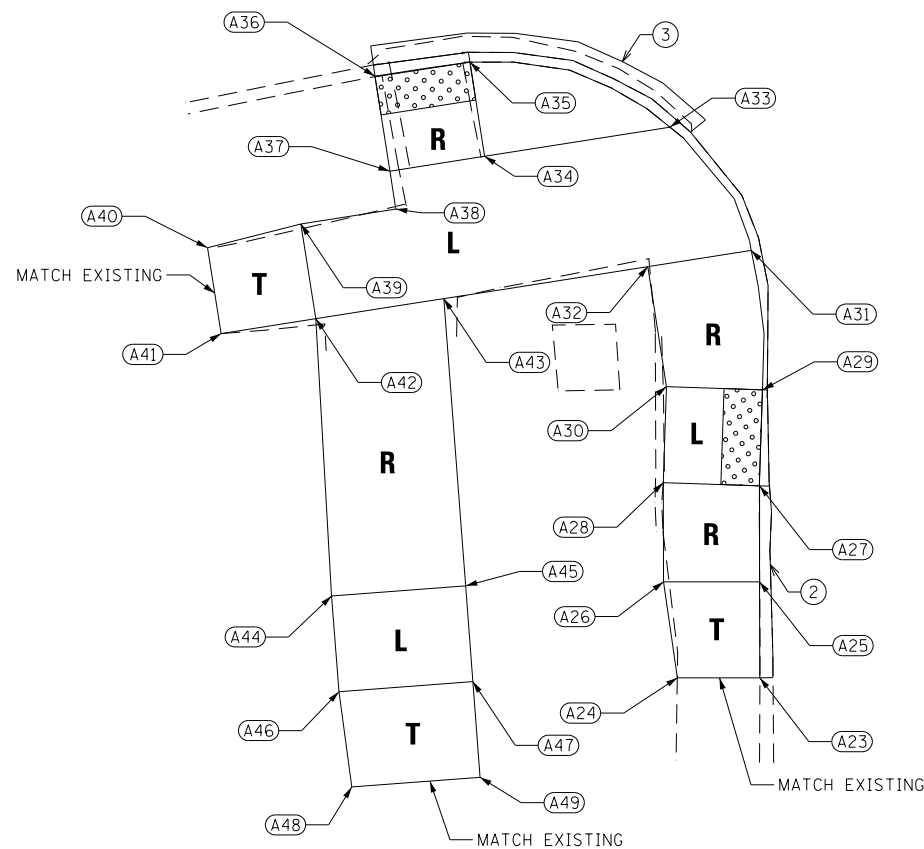 A36
3
A35
A33
R
A37
A34
A40
A38
L
MATCH EXISTING
T
A39
A32
A31
R
A41
A42
A43
A29
A30
L
R
A28
R
A27
A45
2
A26
T
A44
A25
L
A24
A46
T
A47
A23
MATCH EXISTING
A49
A48
MATCH EXISTING